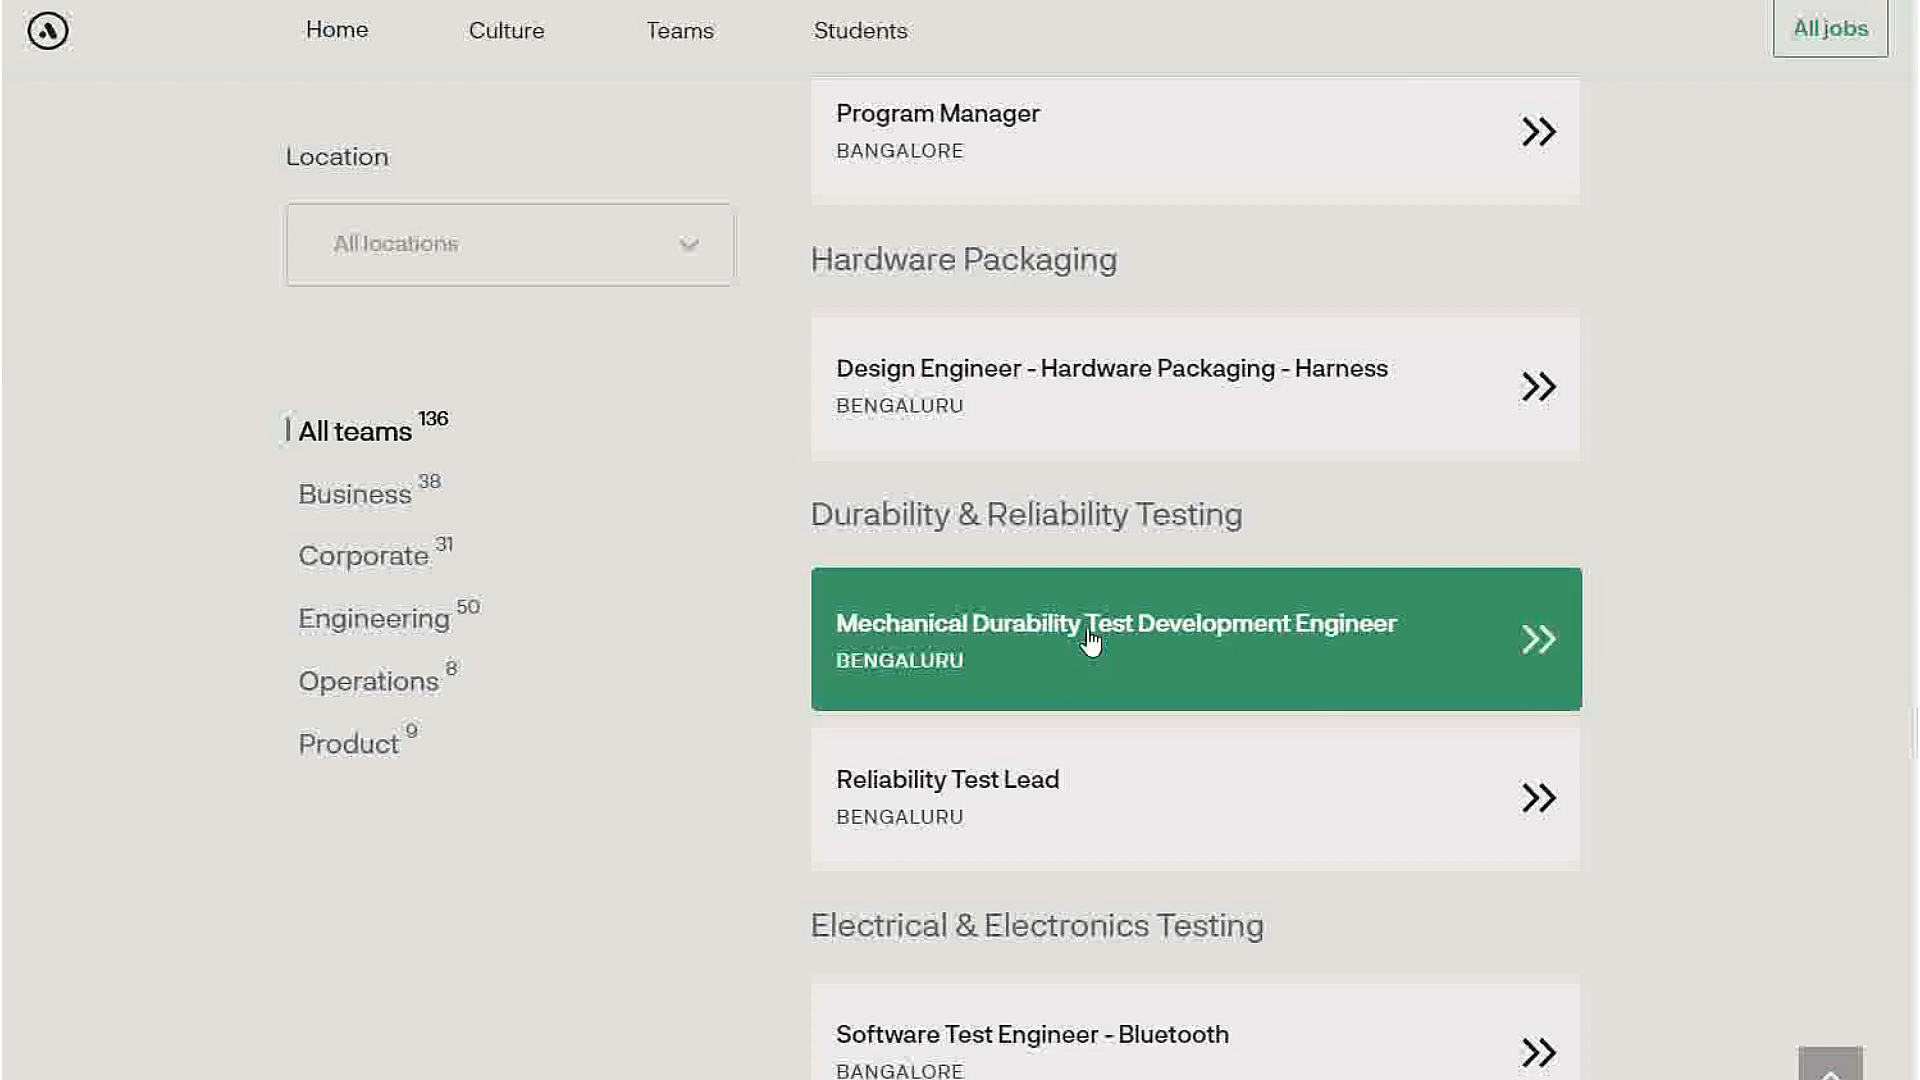 Home
Culture
Teams
Students
All jobs
Location
All locations
All teams 136
Business 38
Corporate 31
Engineering 50
Operations 8
Product 9
Program Manager
BANGALORE
Hardware Packaging
Design Engineer - Hardware Packaging - Harness
BENGALURU
Durability & Reliability Testing
Mechanical Durability Test Development Engineer
BENGALURU
Reliability Test Lead
BENGALURU
Electrical & Electronics Testing
Software Test Engineer - Bluetooth
BANGALORE